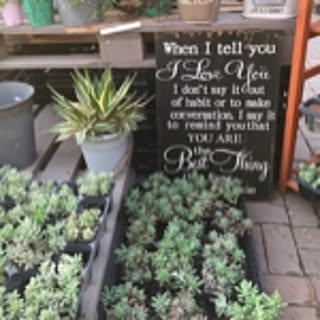 When I tell you
I Love You
I don't say it out
of habit or to make
conversation. I say it
to remind you that
YOU ARE!
the
Best Thing